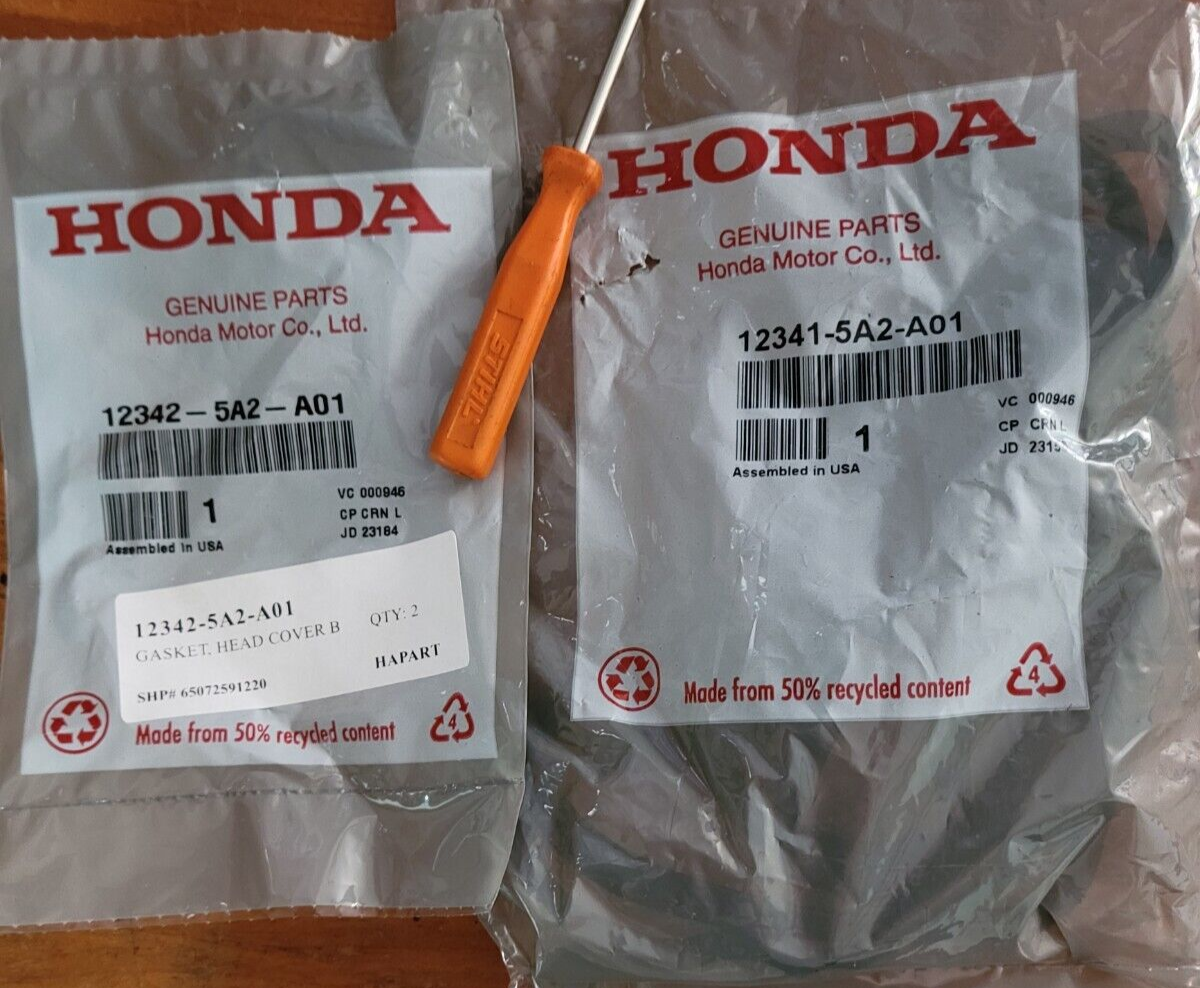 HONDA
GENUINE PARTS
Honda Motor Co., Ltd.
12342-5A2-A01
1
VC 000946
CP CRN L
JD 23184
Assembled in USA
12342-5A2-A01
QTY: 2
GASKET. HEAD COVER B
HAPART
SHP# 65072591220
4
Made from 50% recycled content
STIHL
HONDA
GENUINE PARTS
Honda Motor Co., Ltd.
12341-5A2-A01
1
VC 000946
CP CRN L
JD 2315
Assembled in USA
4
Made from 50% recycled content